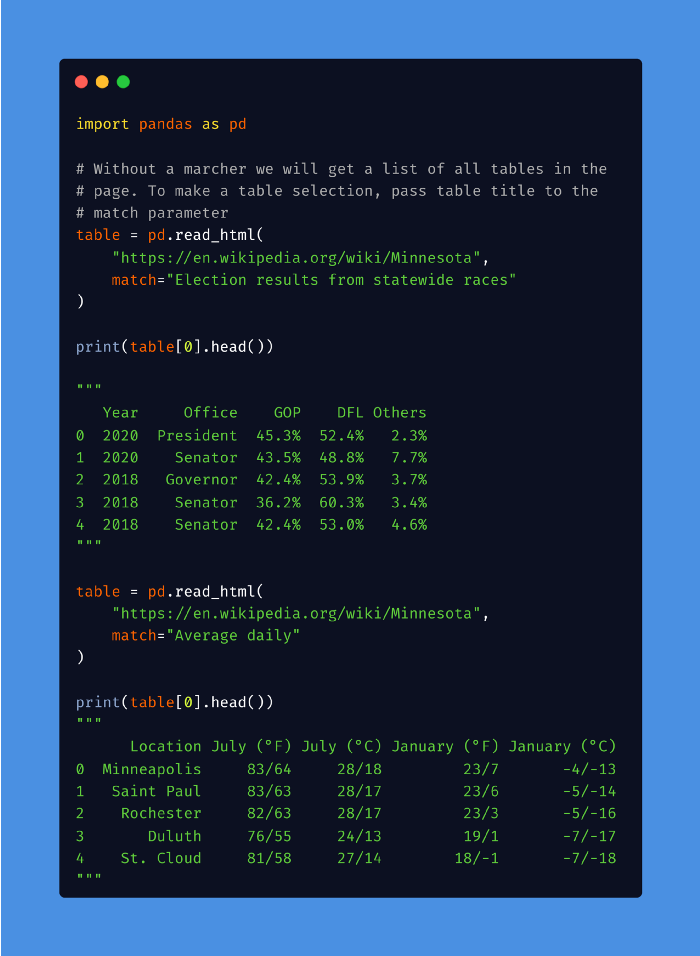 import pandas as pd
# Without a marcher we will get a list of all tables in the
# page. To make a table selection, pass table title to the
# match parameter
table = pd.read_html(
    "https://en.wikipedia.org/wiki/Minnesota",
    match="Election results from statewide races"
)
print(table[0].head())
"""
   Year     Office    GOP    DFL Others
0  2020  President  45.3%  52.4%   2.3%
1  2020    Senator  43.5%  48.8%   7.7%
2  2018   Governor  42.4%  53.9%   3.7%
3  2018    Senator  36.2%  60.3%   3.4%
4  2018    Senator  42.4%  53.0%   4.6%
"""
table = pd.read_html(
    "https://en.wikipedia.org/wiki/Minnesota",
    match="Average daily"
)
print(table[0].head())
"""
      Location July (°F) July (°C) January (°F) January (°C)
0  Minneapolis     83/64     28/18         23/7       -4/-13
1   Saint Paul     83/63     28/17         23/6       -5/-14
2    Rochester     82/63     28/17         23/3       -5/-16
3       Duluth     76/55     24/13         19/1       -7/-17
4    St. Cloud     81/58     27/14        18/-1       -7/-18
"""